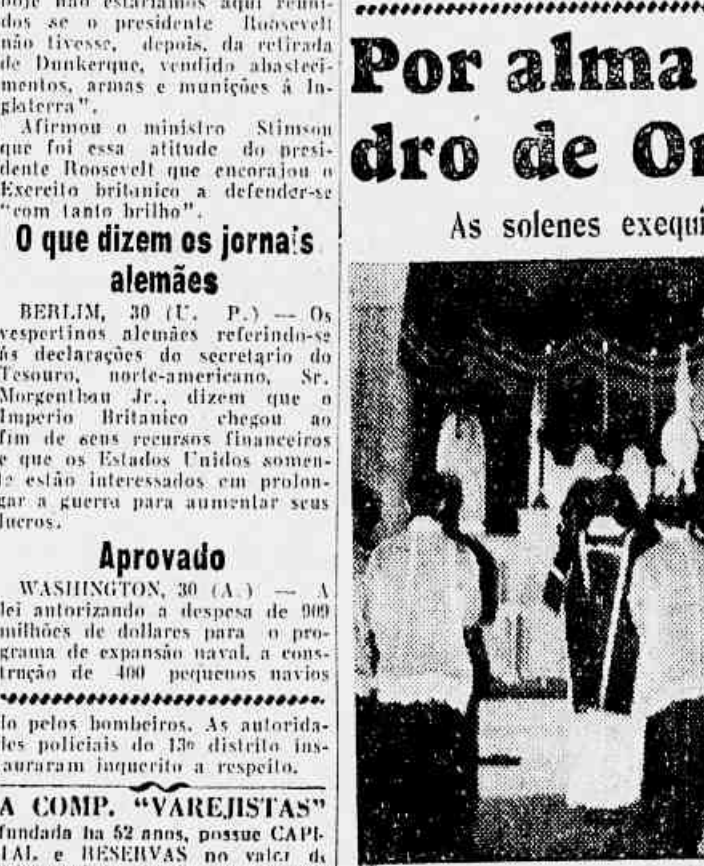 hoje não estariamos aqui reuni-
dos se o presidente Roosevelt
não tivesse, depois, da retirada
de Dunkerque, vendido abasteci-
mentos, armas e munições á In-
glaterra".
Afirmou o ministro Stimson
que foi essa atitude do presi-
dente Roosevelt que encorajou o
Exercito britanico a defender-se
"com tanto brilho".
O que dizem os jornais
alemães
BERLIM, 30 (U. P.) — Os
vespertinos alemães referindo-se
ás declarações do secretario do
Tesouro, norte-americano, Sr.
Morgenthau Jr., dizem que o
Imperio Britanico chegou ao
fim de seus recursos financeiros
e que os Estados Unidos somen-
te estão interessados em prolon-
gar a guerra para aumentar seus
lucros.
Aprovado
WASHINGTON, 30 (A.) — A
lei autorizando a despesa de 909
milhões de dollares para o pro-
grama de expansão naval, a cons-
trução de 400 pequenos navios
do pelos bombeiros. As autorida-
des policiais do 13º distrito ins-
tauraram inquerito a respeito.
A COMP. "VAREJISTAS"
fundada ha 52 anos, possue CAPI-
TAL e RESERVAS no valor de
Por alma
dro de Or
As solenes exequi